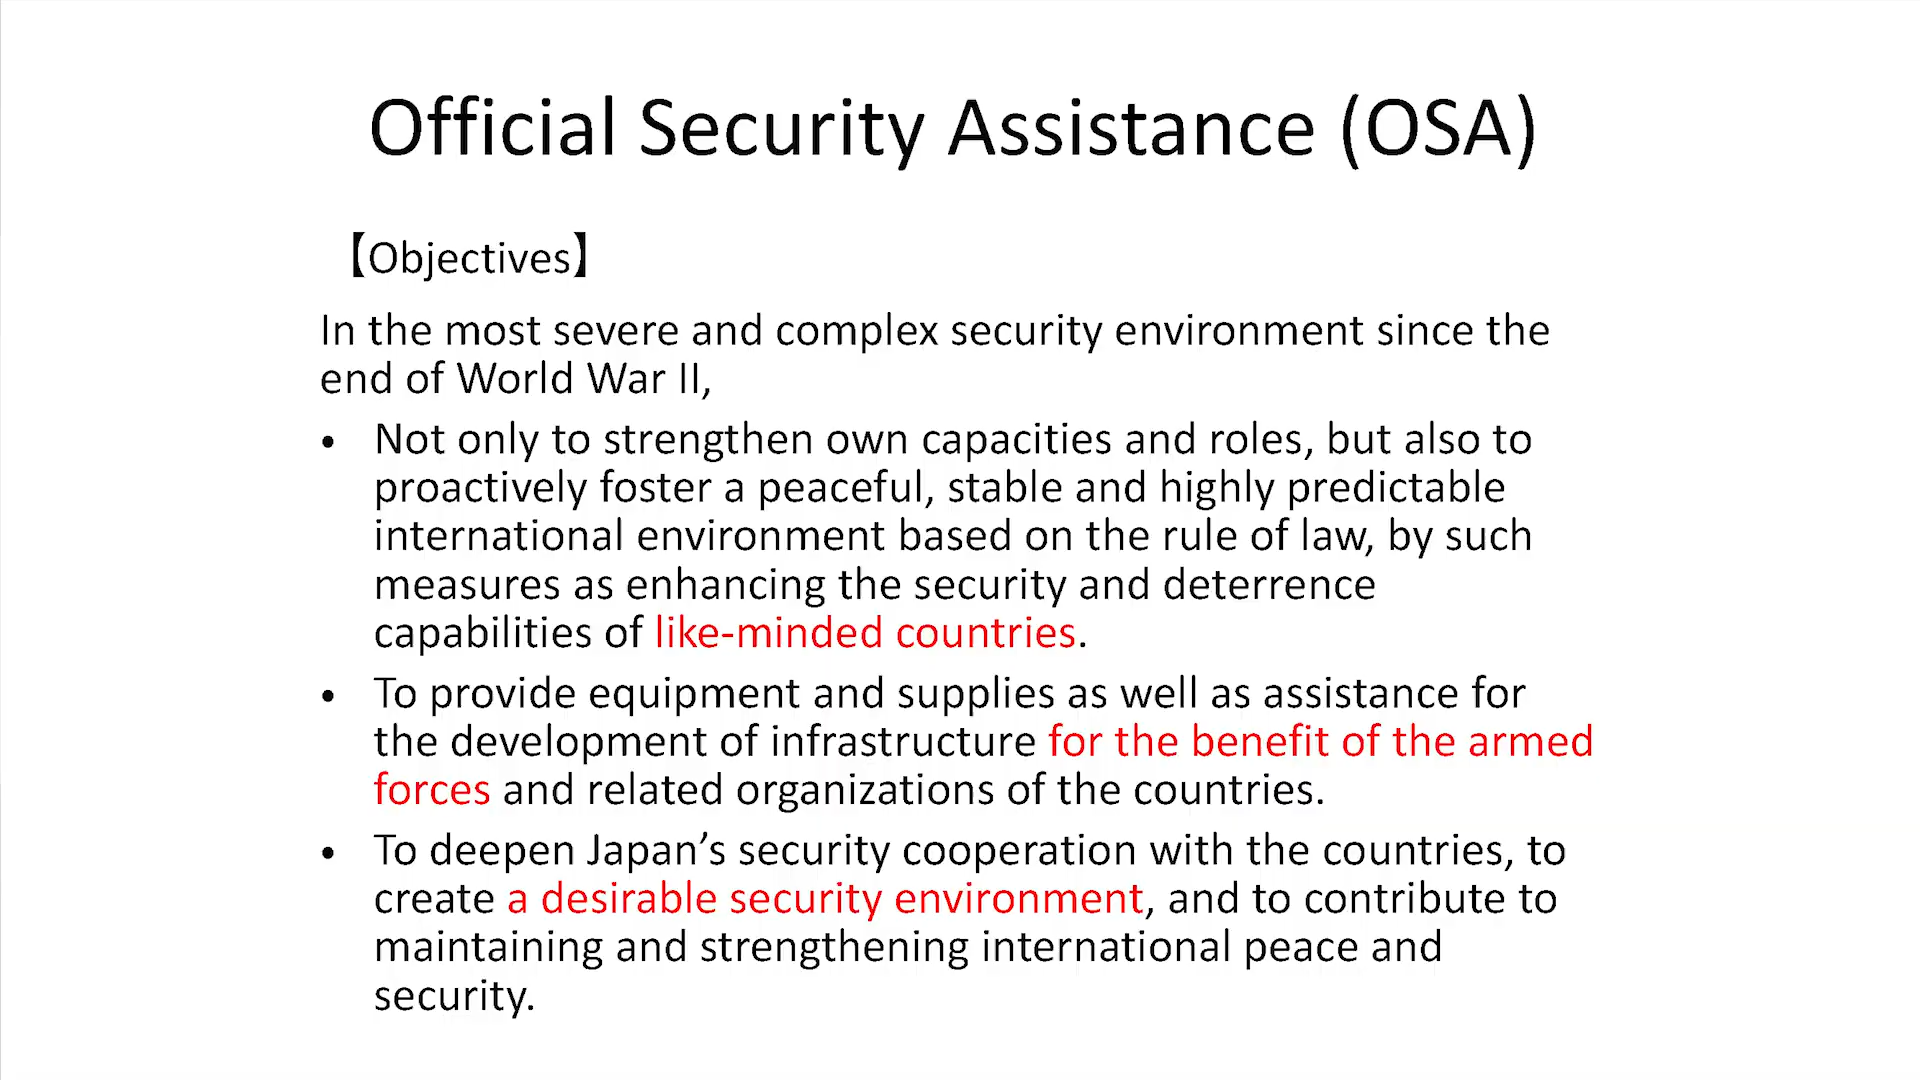 Official Security Assistance (OSA)
【Objectives】
In the most severe and complex security environment since the
end of World War II,
• Not only to strengthen own capacities and roles, but also to
proactively foster a peaceful, stable and highly predictable
international environment based on the rule of law, by such
measures as enhancing the security and deterrence
capabilities of like-minded countries.
• To provide equipment and supplies as well as assistance for
the development of infrastructure for the benefit of the armed
forces and related organizations of the countries.
• To deepen Japan’s security cooperation with the countries, to
create a desirable security environment, and to contribute to
maintaining and strengthening international peace and
security.